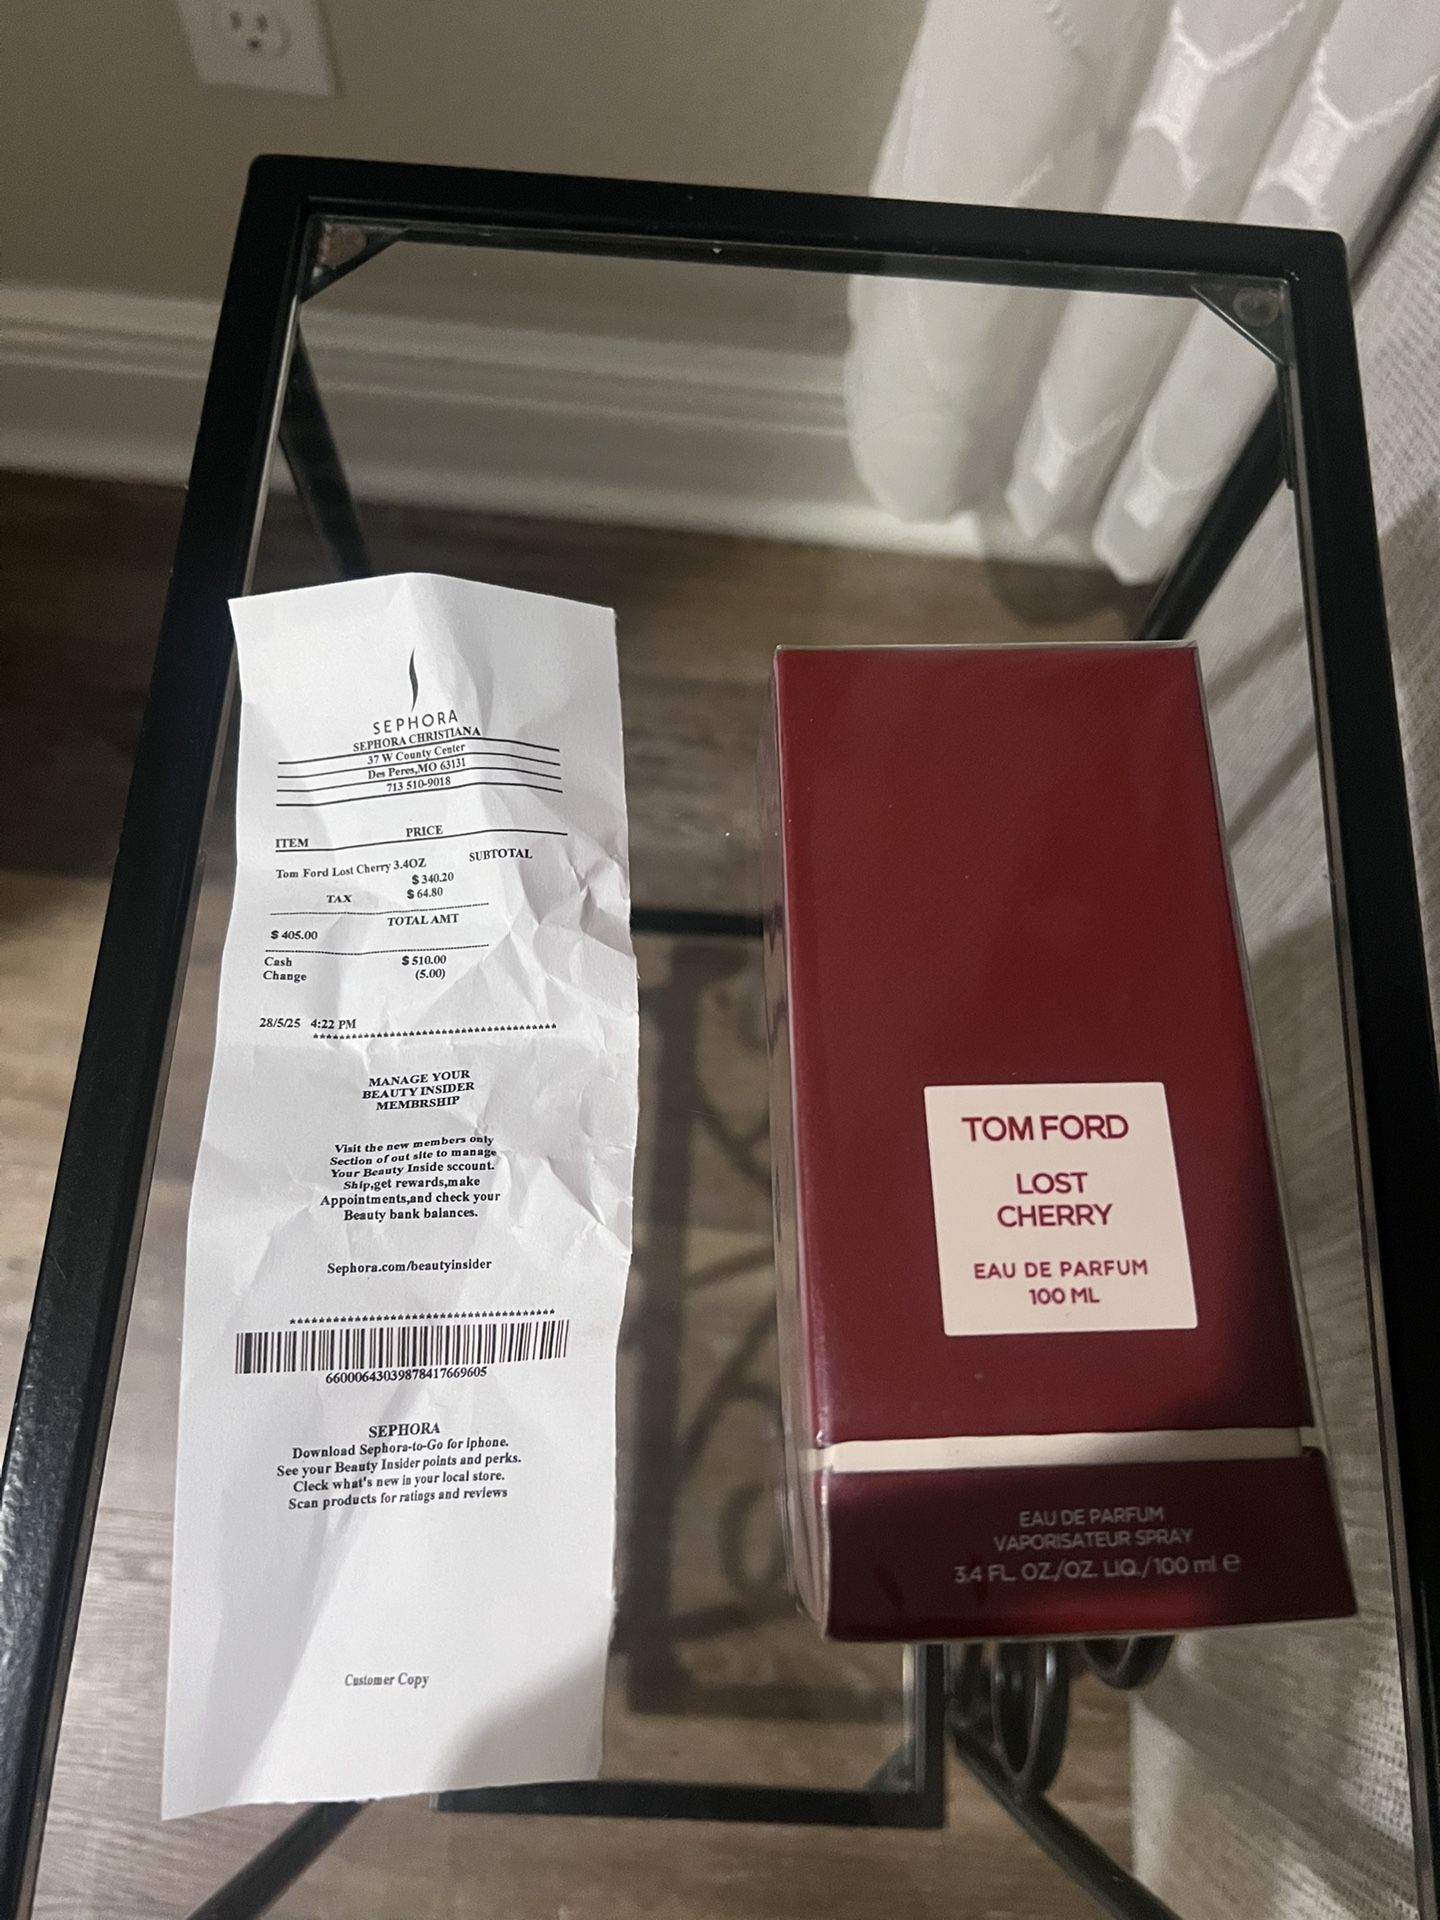 SEPHORA
SEPHORA CHRISTIANA
37 W County Center
Des Peres,MO 63131
713 510-9018
ITEM PRICE
SUBTOTAL
Tom Ford Lost Cherry 3.4OZ
$ 340.20
TAX $ 64.80
TOTAL AMT
$ 405.00
Cash $ 510.00
Change (5.00)
28/5/25 4:22 PM
*************************************
MANAGE YOUR
BEAUTY INSIDER
MEMBRSHIP
Visit the new members only
Section of out site to manage
Your Beauty Inside sccount.
Ship,get rewards,make
Appointments,and check your
Beauty bank balances.
Sephora.com/beautyinsider
*************************************
66000643039878417669605
SEPHORA
Download Sephora-to-Go for iphone.
See your Beauty Insider points and perks.
Cleck what's new in your local store.
Scan products for ratings and reviews
Customer Copy
TOM FORD
LOST
CHERRY
EAU DE PARFUM
100 ML
EAU DE PARFUM
VAPORISATEUR SPRAY
3.4 FL. OZ./OZ. LIQ./100 ml ℮